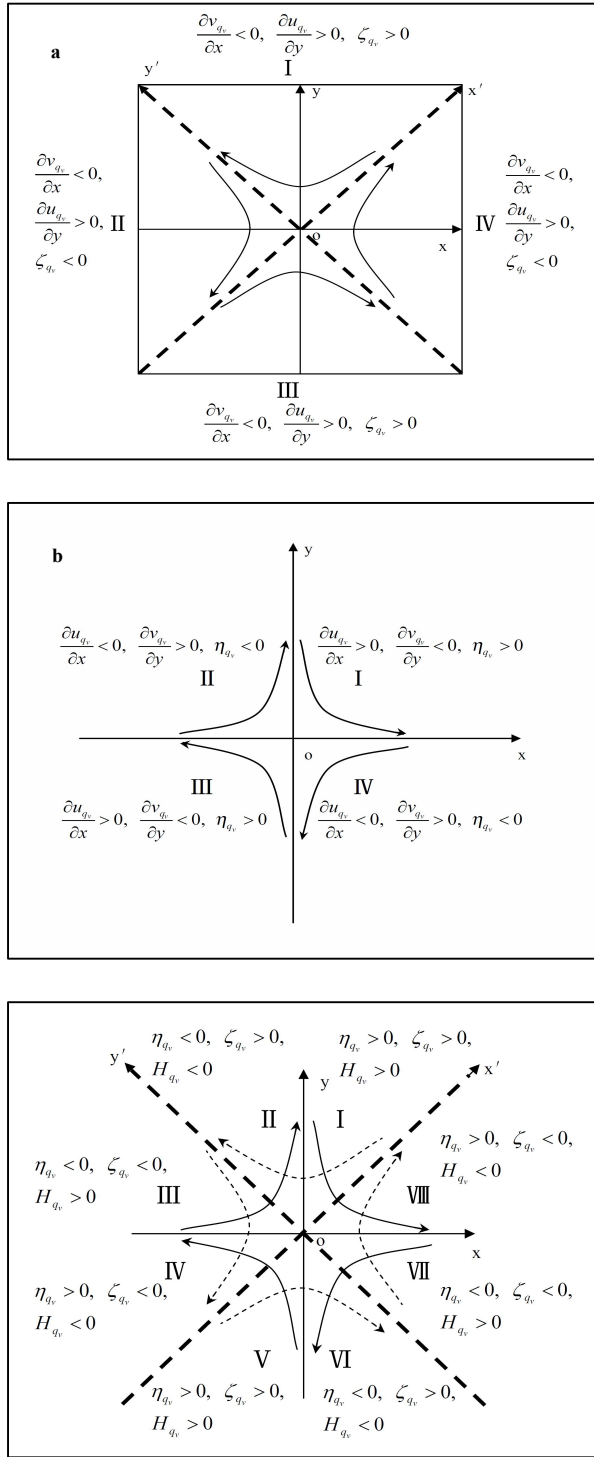 a
∂v_{q_v}/∂x < 0, ∂u_{q_v}/∂y > 0, ζ_{q_v} > 0
I
y′ y x′
∂v_{q_v}/∂x < 0,
∂u_{q_v}/∂y > 0, II
ζ_{q_v} < 0
o
x
∂v_{q_v}/∂x < 0,
IV ∂u_{q_v}/∂y > 0,
ζ_{q_v} < 0
III
∂v_{q_v}/∂x < 0, ∂u_{q_v}/∂y > 0, ζ_{q_v} > 0
b
y
∂u_{q_v}/∂x < 0, ∂v_{q_v}/∂y > 0, η_{q_v} < 0
II
∂u_{q_v}/∂x > 0, ∂v_{q_v}/∂y < 0, η_{q_v} > 0
I
o x
III
∂u_{q_v}/∂x > 0, ∂v_{q_v}/∂y < 0, η_{q_v} > 0
IV
∂u_{q_v}/∂x < 0, ∂v_{q_v}/∂y > 0, η_{q_v} < 0
η_{q_v} < 0, ζ_{q_v} > 0,
H_{q_v} < 0
η_{q_v} > 0, ζ_{q_v} > 0,
H_{q_v} > 0
y′ y x′
II I
η_{q_v} < 0, ζ_{q_v} < 0,
H_{q_v} > 0
III
η_{q_v} > 0, ζ_{q_v} < 0,
H_{q_v} < 0
VIII
o x
IV
η_{q_v} > 0, ζ_{q_v} < 0,
H_{q_v} < 0
VII
η_{q_v} < 0, ζ_{q_v} < 0,
H_{q_v} > 0
V VI
η_{q_v} > 0, ζ_{q_v} > 0,
H_{q_v} > 0
η_{q_v} < 0, ζ_{q_v} > 0,
H_{q_v} < 0